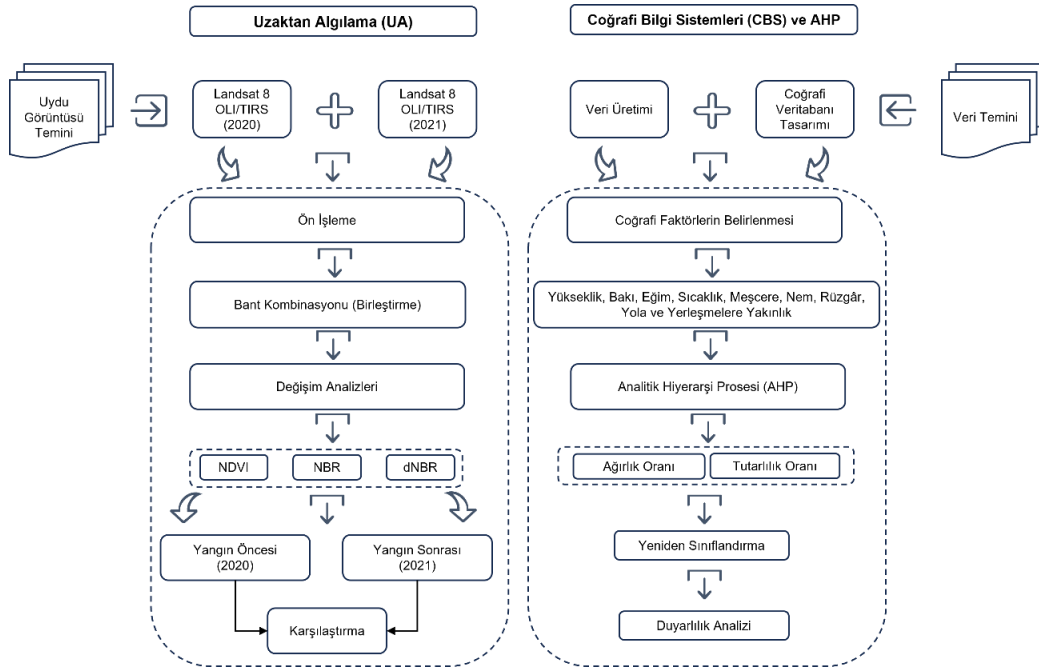 Uzaktan Algılama (UA)
Uydu
Görüntüsü
Temini
Landsat 8
OLI/TIRS
(2020)
Landsat 8
OLI/TIRS
(2021)
Ön İşleme
Bant Kombinasyonu (Birleştirme)
Değişim Analizleri
NDVI
NBR
dNBR
Yangın Öncesi
(2020)
Yangın Sonrası
(2021)
Karşılaştırma
Coğrafi Bilgi Sistemleri (CBS) ve AHP
Veri Üretimi
Coğrafi
Veritabanı
Tasarımı
Veri Temini
Coğrafi Faktörlerin Belirlenmesi
Yükseklik, Bakı, Eğim, Sıcaklık, Meşcere, Nem, Rüzgâr,
Yola ve Yerleşmelere Yakınlık
Analitik Hiyerarşi Prosesi (AHP)
Ağırlık Oranı
Tutarlılık Oranı
Yeniden Sınıflandırma
Duyarlılık Analizi